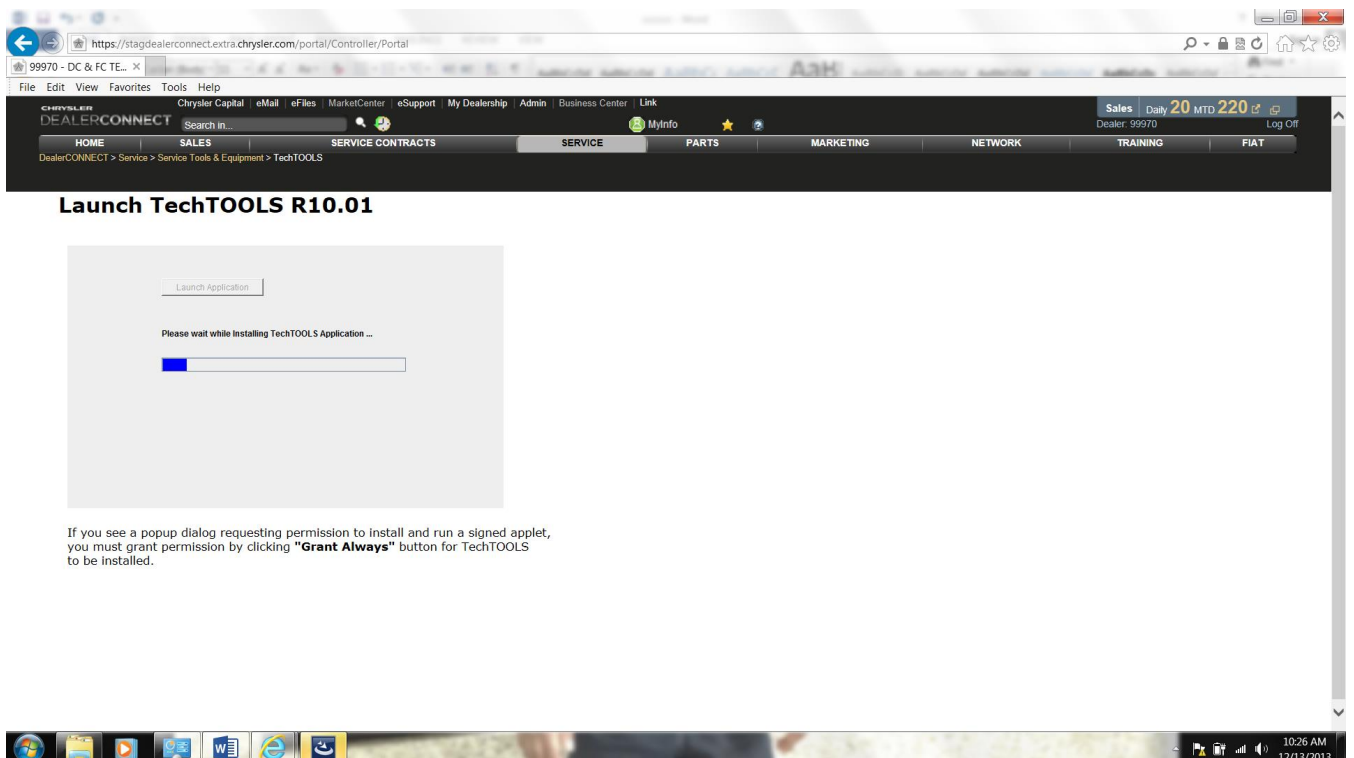 https://stagdealerconnect.extra.chrysler.com/portal/Controller/Portal
99970 - DC & FC TE...
File Edit View Favorites Tools Help
CHRYSLER
DEALERCONNECT
Chrysler Capital | eMail | eFiles | MarketCenter | eSupport | My Dealership | Admin | Business Center | Link
Search in...
MyInfo
Sales Daily 20 MTD 220
Dealer: 99970 Log Off
HOME SALES SERVICE CONTRACTS SERVICE PARTS MARKETING NETWORK TRAINING FIAT
DealerCONNECT > Service > Service Tools & Equipment > TechTOOLS
Launch TechTOOLS R10.01
Launch Application
Please wait while Installing TechTOOLS Application ...
If you see a popup dialog requesting permission to install and run a signed applet,
you must grant permission by clicking "Grant Always" button for TechTOOLS
to be installed.
10:26 AM
12/13/2013